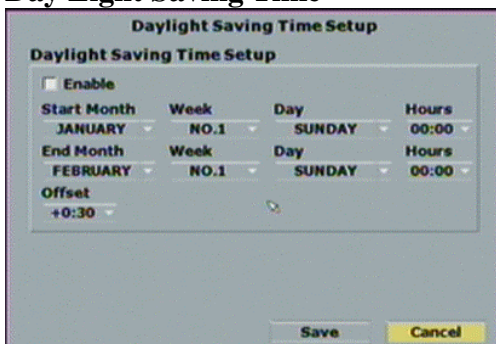 Day Light Saving Time
Daylight Saving Time Setup
Daylight Saving Time Setup
Enable
Start Month Week Day Hours
JANUARY NO.1 SUNDAY 00:00
End Month Week Day Hours
FEBRUARY NO.1 SUNDAY 00:00
Offset
+0:30
Save Cancel